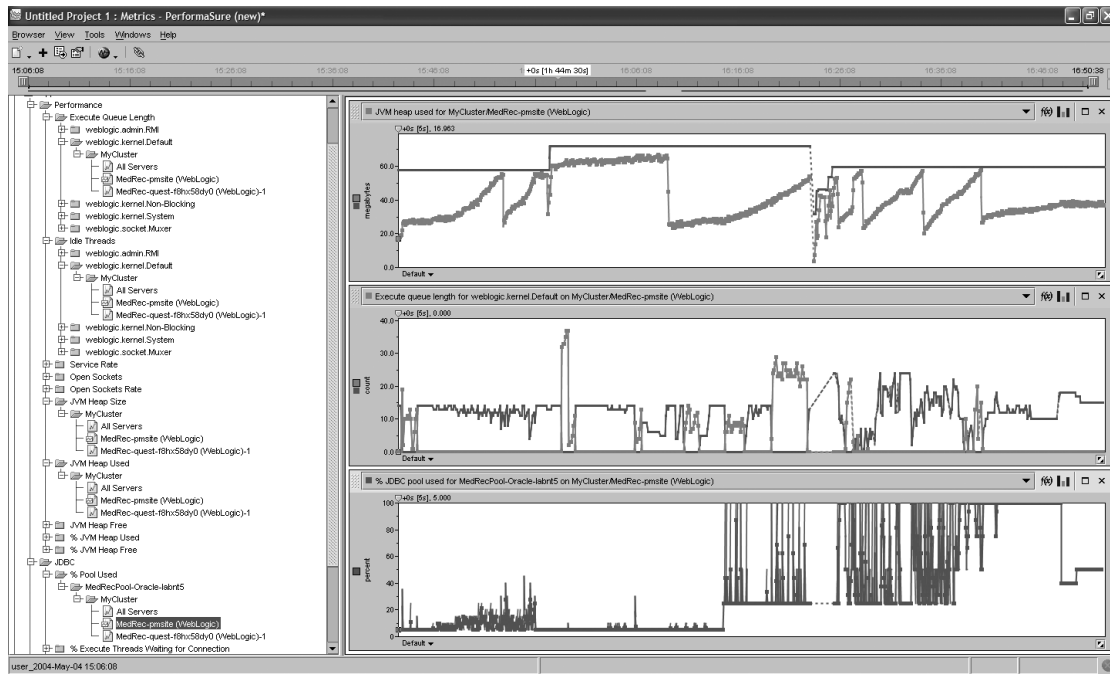 Untitled Project 1 : Metrics - PerformaSure (new)*
Browser View Tools Windows Help
15:06:08 15:16:08 15:26:08 15:36:08 15:46:08 +0s [1h 44m 30s] 16:06:08 16:16:08 16:26:08 16:36:08 16:46:08 16:50:38
Performance
Execute Queue Length
weblogic.admin.RMI
weblogic.kernel.Default
MyCluster
All Servers
MedRec-pmsite (WebLogic)
MedRec-quest-f8hx58dy0 (WebLogic)-1
weblogic.kernel.Non-Blocking
weblogic.kernel.System
weblogic.socket.Muxer
Idle Threads
weblogic.admin.RMI
weblogic.kernel.Default
MyCluster
All Servers
MedRec-pmsite (WebLogic)
MedRec-quest-f8hx58dy0 (WebLogic)-1
weblogic.kernel.Non-Blocking
weblogic.kernel.System
weblogic.socket.Muxer
Service Rate
Open Sockets
Open Sockets Rate
JVM Heap Size
MyCluster
All Servers
MedRec-pmsite (WebLogic)
MedRec-quest-f8hx58dy0 (WebLogic)-1
JVM Heap Used
MyCluster
All Servers
MedRec-pmsite (WebLogic)
MedRec-quest-f8hx58dy0 (WebLogic)-1
JVM Heap Free
% JVM Heap Used
% JVM Heap Free
JDBC
% Pool Used
MedRecPool-Oracle-labnt5
MyCluster
All Servers
MedRec-pmsite (WebLogic)
MedRec-quest-f8hx58dy0 (WebLogic)-1
% Execute Threads Waiting for Connection
JVM heap used for MyCluster/MedRec-pmsite (WebLogic)
f(x)
+0s [5s], 16.963
60.0
40.0
20.0
0.0
megabytes
Default
Execute queue length for weblogic.kernel.Default on MyCluster/MedRec-pmsite (WebLogic)
f(x)
+0s [5s], 0.000
40.0
30.0
20.0
10.0
0.0
count
Default
% JDBC pool used for MedRecPool-Oracle-labnt5 on MyCluster/MedRec-pmsite (WebLogic)
f(x)
+0s [5s], 5.000
100
80
60
40
20
0
percent
Default
user_2004-May-04 15:06:08